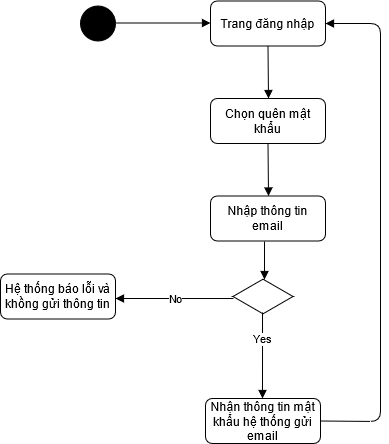 Trang đăng nhập
Chọn quên mật
khẩu
Nhập thông tin
email
Hệ thống báo lỗi và
không gửi thông tin
No
Yes
Nhận thông tin mật
khẩu hệ thống gửi
email